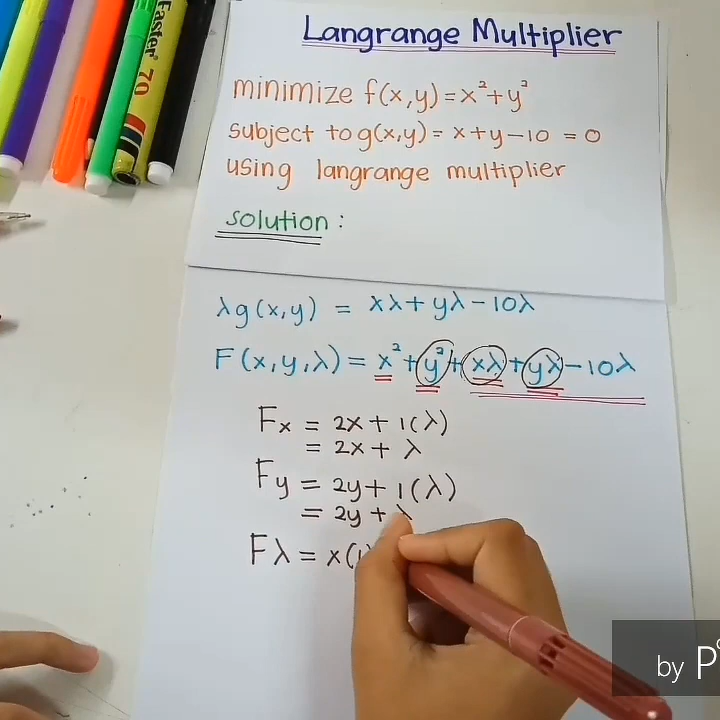 Faster 70
Langrange Multiplier
minimize f(x,y)=x²+y²
subject to g(x,y) = x+y-10 = 0
using langrange multiplier
solution:
λg(x,y) = xλ+yλ-10λ
F(x,y,λ)= x²+y²+xλ+yλ-10λ
Fx = 2x+1(λ)
= 2x+λ
Fy = 2y+1(λ)
= 2y+λ
Fλ = x(1)
by P